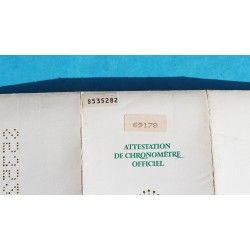 8535282
69178
ATTESTATION
DE CHRONOMÈTRE
OFFICIEL